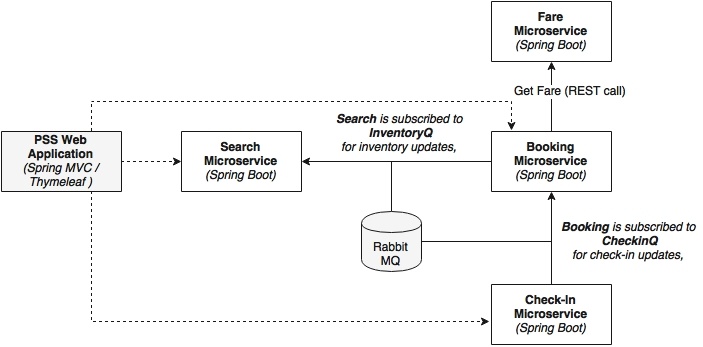 Fare
Microservice
(Spring Boot)
Get Fare (REST call)
PSS Web
Application
(Spring MVC /
Thymeleaf )
Search
Microservice
(Spring Boot)
Search is subscribed to
InventoryQ
for inventory updates,
Booking
Microservice
(Spring Boot)
Rabbit
MQ
Booking is subscribed to
CheckinQ
for check-in updates,
Check-In
Microservice
(Spring Boot)